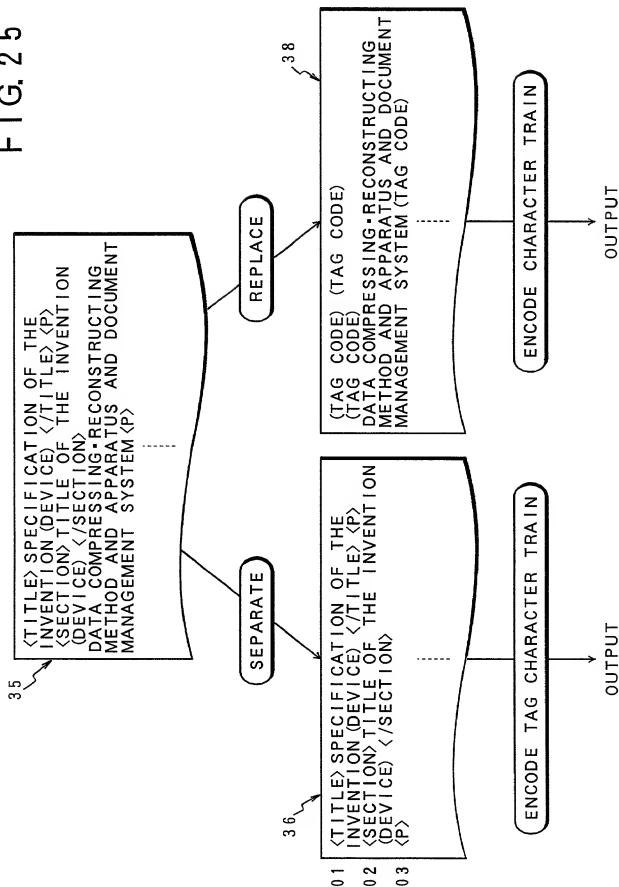 FIG. 25
35
<TITLE>SPECIFICATION OF THE
INVENTION(DEVICE)</TITLE><P>
<SECTION>TITLE OF THE INVENTION
(DEVICE)</SECTION>
DATA COMPRESSING▪RECONSTRUCTING
METHOD AND APPARATUS AND DOCUMENT
MANAGEMENT SYSTEM<P>
SEPARATE
REPLACE
36
01 <TITLE>SPECIFICATION OF THE
INVENTION(DEVICE)</TITLE><P>
02 <SECTION>TITLE OF THE INVENTION
(DEVICE)</SECTION>
03 <P>
38
(TAG CODE) (TAG CODE)
(TAG CODE)
DATA COMPRESSING▪RECONSTRUCTING
METHOD AND APPARATUS AND DOCUMENT
MANAGEMENT SYSTEM(TAG CODE)
ENCODE TAG CHARACTER TRAIN
ENCODE CHARACTER TRAIN
OUTPUT
OUTPUT